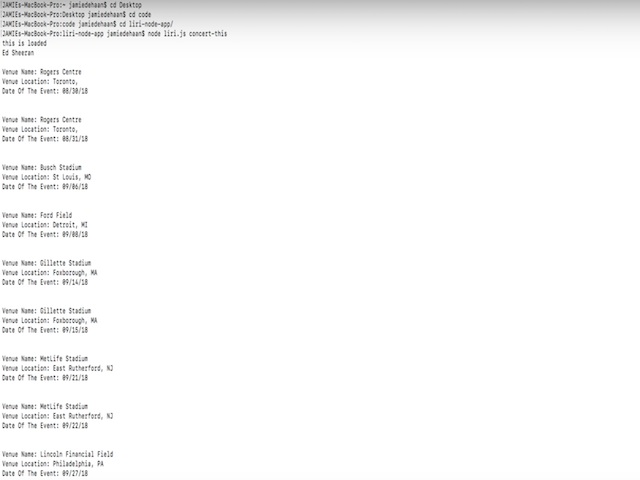 JAMIEs-MacBook-Pro:~ jamiedehaan$ cd Desktop
JAMIEs-MacBook-Pro:Desktop jamiedehaan$ cd code
JAMIEs-MacBook-Pro:code jamiedehaan$ cd liri-node-app/
JAMIEs-MacBook-Pro:liri-node-app jamiedehaan$ node liri.js concert-this
this is loaded
Ed Sheeran
Venue Name: Rogers Centre
Venue Location: Toronto,
Date Of The Event: 08/30/18
Venue Name: Rogers Centre
Venue Location: Toronto,
Date Of The Event: 08/31/18
Venue Name: Busch Stadium
Venue Location: St Louis, MO
Date Of The Event: 09/06/18
Venue Name: Ford Field
Venue Location: Detroit, MI
Date Of The Event: 09/08/18
Venue Name: Gillette Stadium
Venue Location: Foxborough, MA
Date Of The Event: 09/14/18
Venue Name: Gillette Stadium
Venue Location: Foxborough, MA
Date Of The Event: 09/15/18
Venue Name: MetLife Stadium
Venue Location: East Rutherford, NJ
Date Of The Event: 09/21/18
Venue Name: MetLife Stadium
Venue Location: East Rutherford, NJ
Date Of The Event: 09/22/18
Venue Name: Lincoln Financial Field
Venue Location: Philadelphia, PA
Date Of The Event: 09/27/18